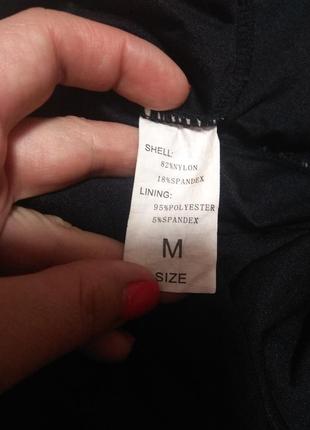 SHELL:
82%NYLON
18%SPANDEX
LINING:
95%POLYESTER
5%SPANDEX
M
SIZE